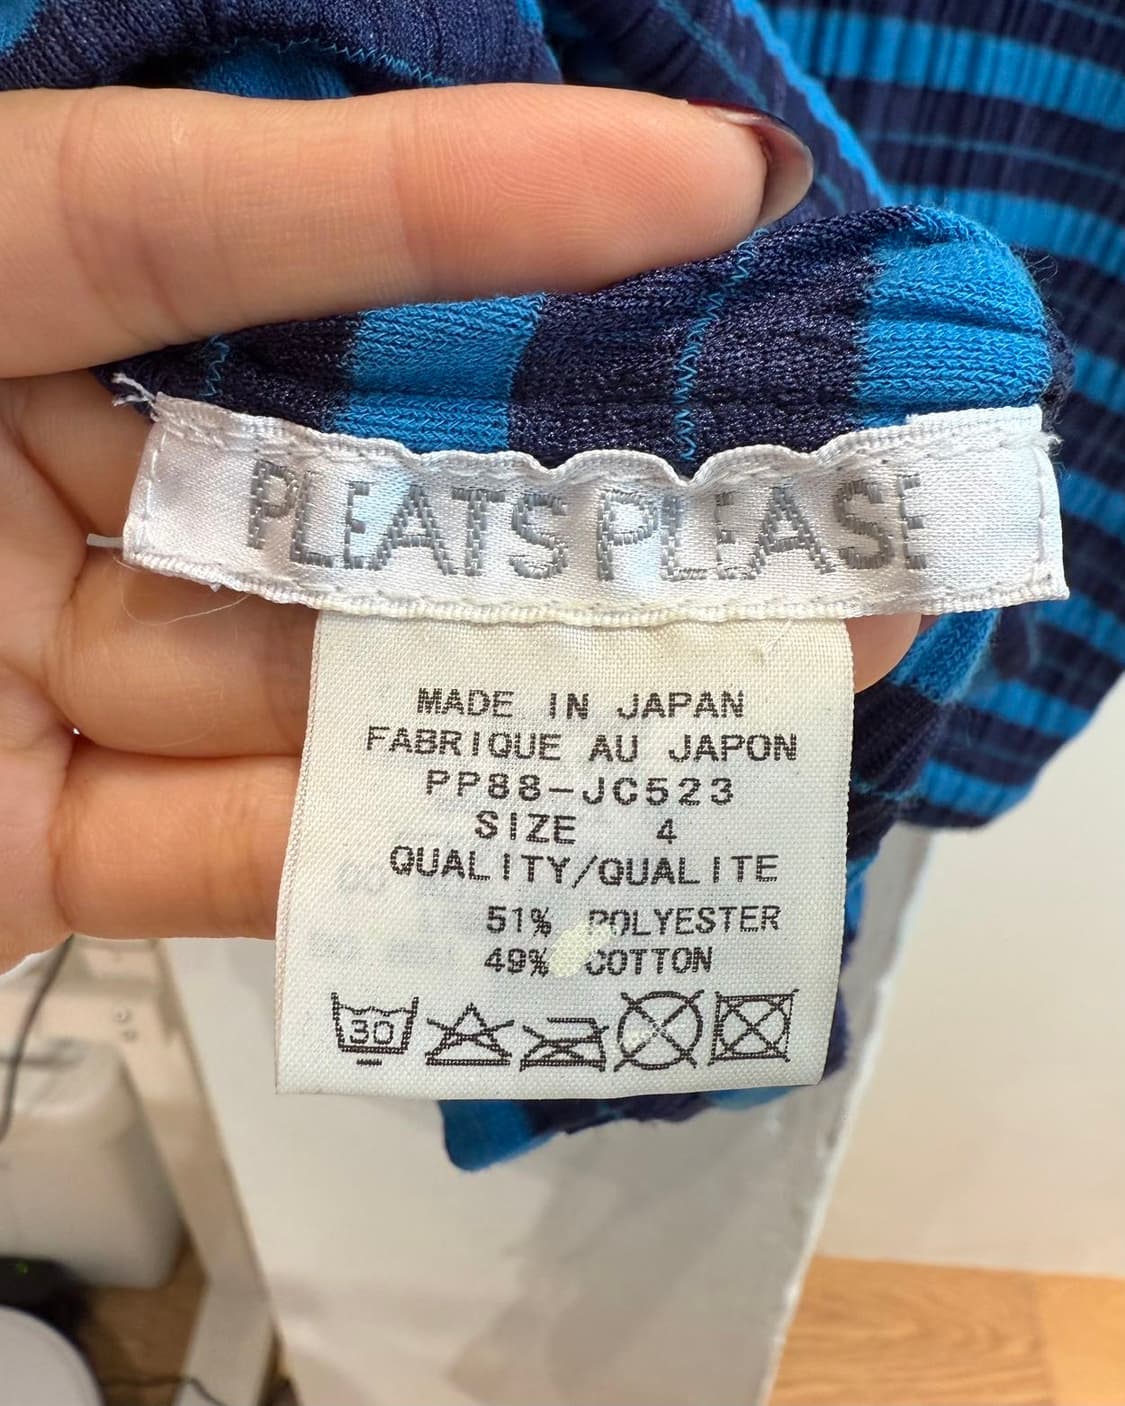 PLEATS PLEASE
MADE IN JAPAN
FABRIQUE AU JAPON
PP88-JC523
SIZE 4
QUALITY/QUALITE
51% POLYESTER
49% COTTON
30